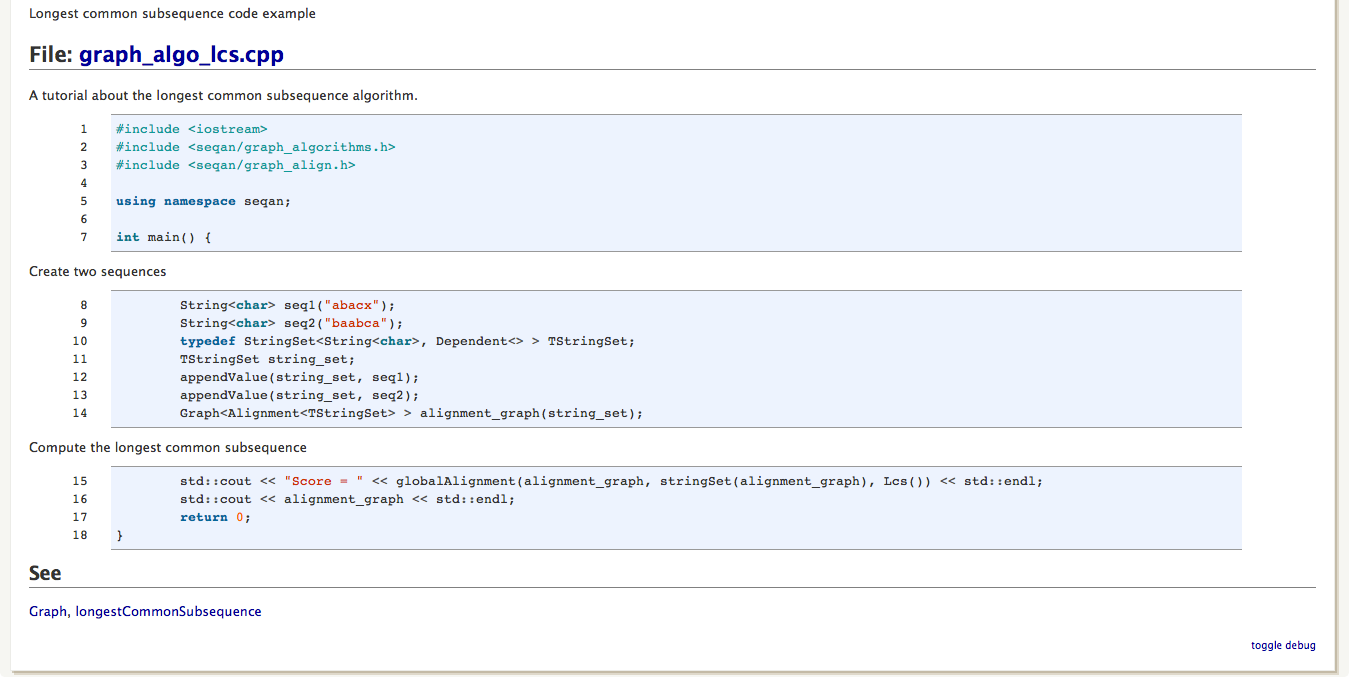 Longest common subsequence code example
File: graph_algo_lcs.cpp
A tutorial about the longest common subsequence algorithm.
1 #include <iostream>
2 #include <seqan/graph_algorithms.h>
3 #include <seqan/graph_align.h>
4
5 using namespace seqan;
6
7 int main() {
Create two sequences
8 String<char> seq1("abacx");
9 String<char> seq2("baabca");
10 typedef StringSet<String<char>, Dependent<> > TStringSet;
11 TStringSet string_set;
12 appendValue(string_set, seq1);
13 appendValue(string_set, seq2);
14 Graph<Alignment<TStringSet> > alignment_graph(string_set);
Compute the longest common subsequence
15 std::cout << "Score = " << globalAlignment(alignment_graph, stringSet(alignment_graph), Lcs()) << std::endl;
16 std::cout << alignment_graph << std::endl;
17 return 0;
18 }
See
Graph, longestCommonSubsequence
toggle debug